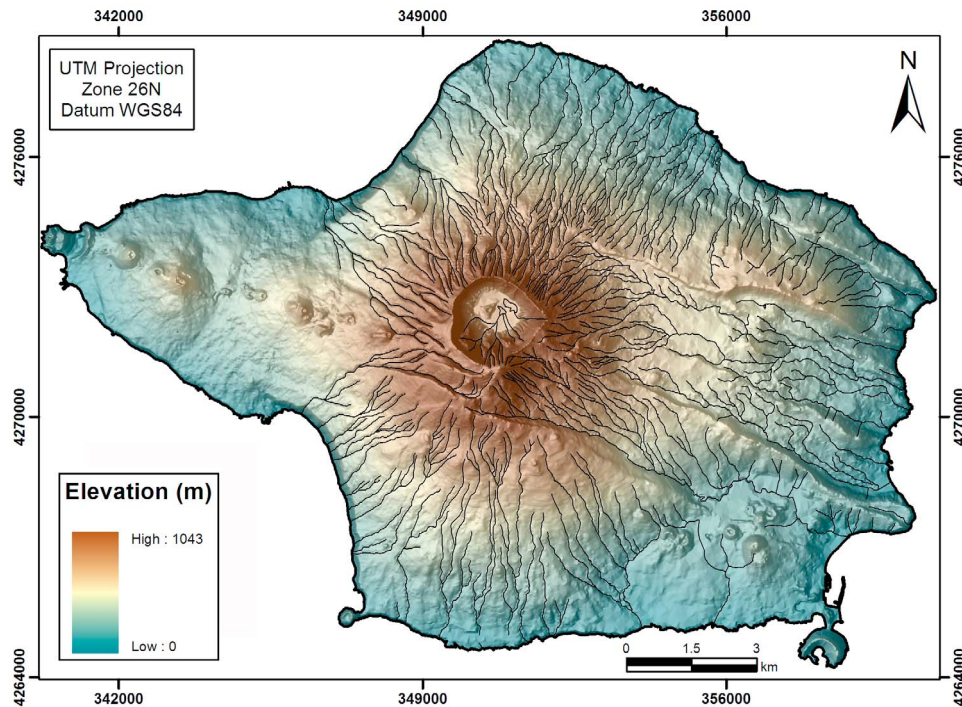 342000 349000 356000
UTM Projection
Zone 26N
Datum WGS84
N
4276000 4276000
4270000 4270000
Elevation (m)
High : 1043
Low : 0
0 1.5 3
km
4264000 4264000
342000 349000 356000